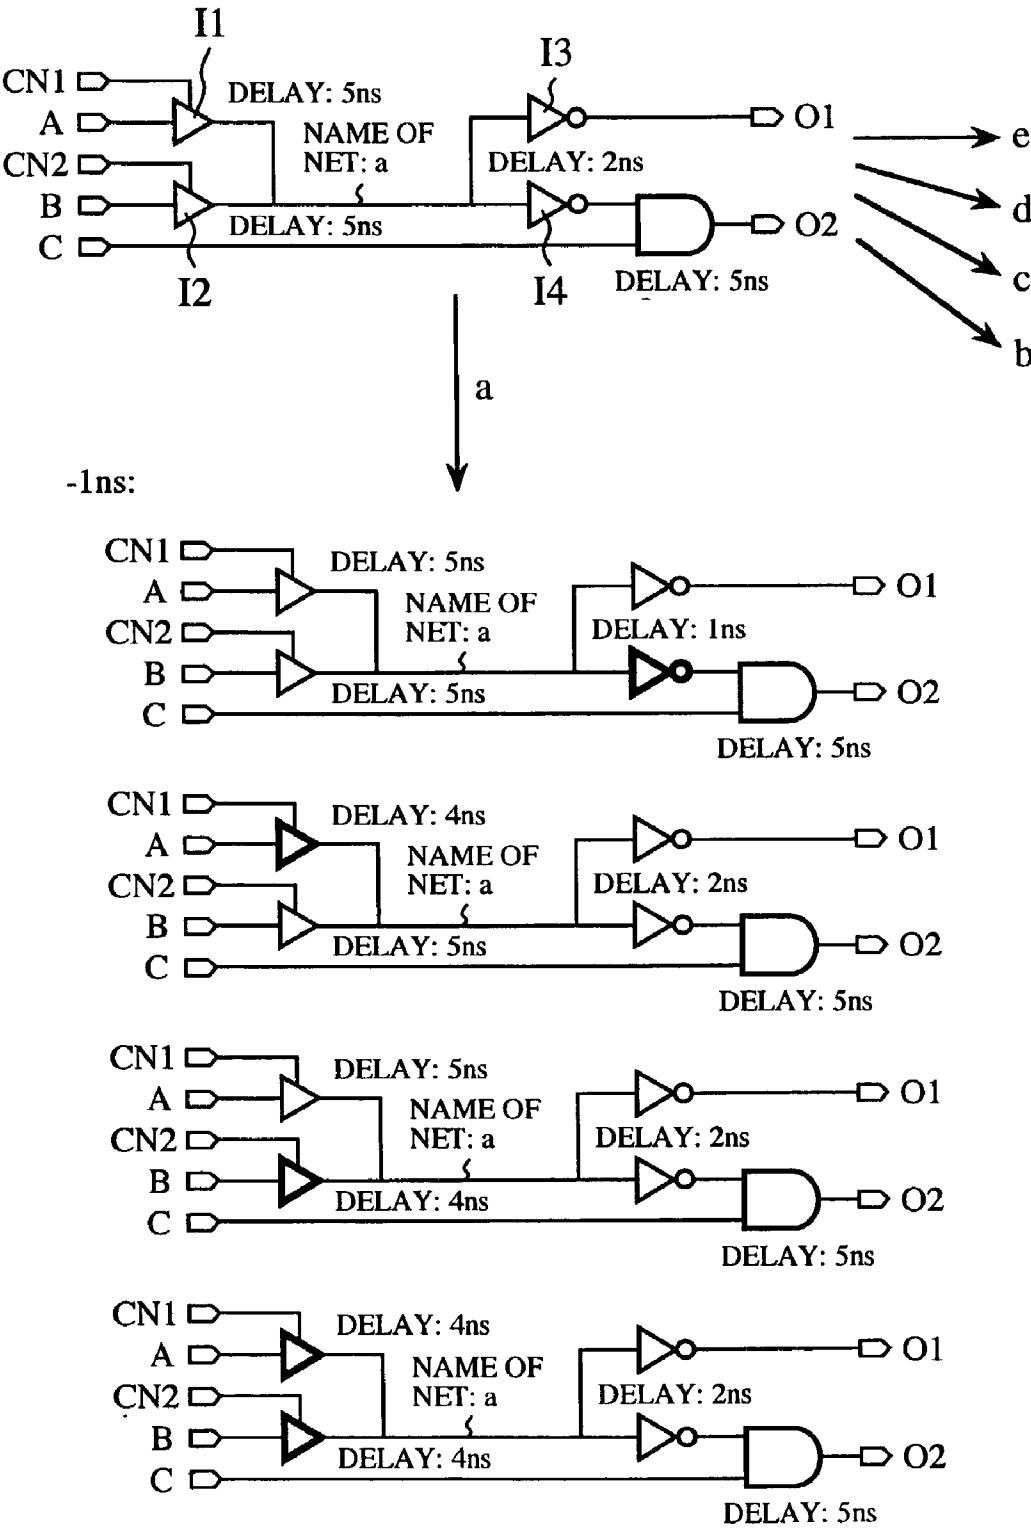 I1
I3
CN1
DELAY: 5ns
A
NAME OF
NET: a
O1
e
CN2
DELAY: 2ns
B
DELAY: 5ns
O2
d
C
I2
I4
DELAY: 5ns
c
b
a
-1ns:
CN1
DELAY: 5ns
A
NAME OF
NET: a
O1
CN2
DELAY: 1ns
B
DELAY: 5ns
O2
C
DELAY: 5ns
CN1
DELAY: 4ns
A
NAME OF
NET: a
O1
CN2
DELAY: 2ns
B
DELAY: 5ns
O2
C
DELAY: 5ns
CN1
DELAY: 5ns
A
NAME OF
NET: a
O1
CN2
DELAY: 2ns
B
DELAY: 4ns
O2
C
DELAY: 5ns
CN1
DELAY: 4ns
A
NAME OF
NET: a
O1
CN2
DELAY: 2ns
B
DELAY: 4ns
O2
C
DELAY: 5ns